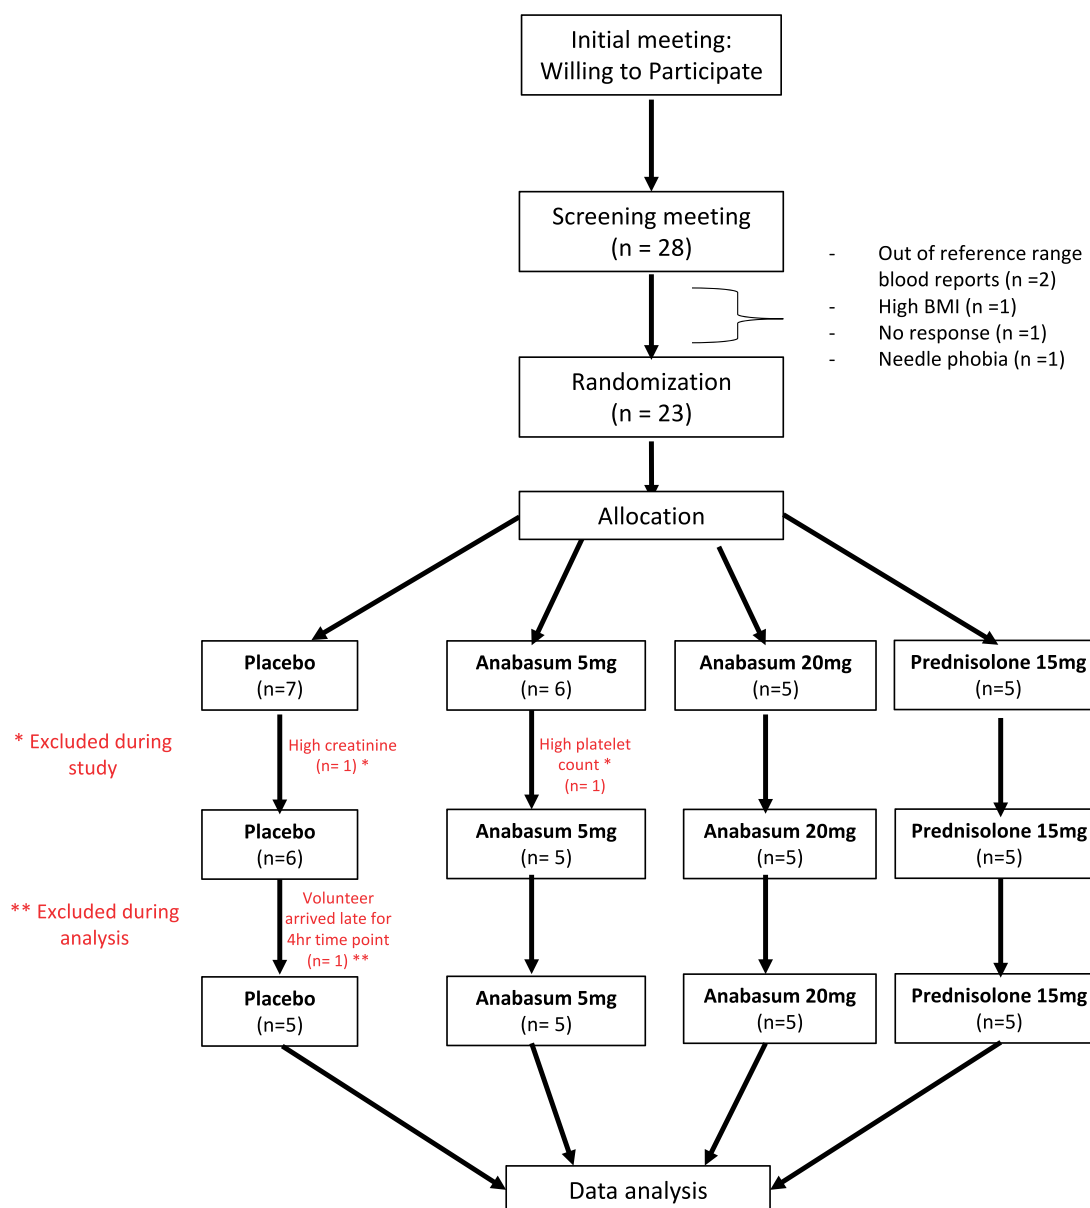 Initial meeting:
Willing to Participate
Screening meeting
(n = 28)
- Out of reference range
blood reports (n =2)
- High BMI (n =1)
- No response (n =1)
- Needle phobia (n =1)
Randomization
(n = 23)
Allocation
Placebo
(n=7)
Anabasum 5mg
(n= 6)
Anabasum 20mg
(n=5)
Prednisolone 15mg
(n=5)
* Excluded during
study
High creatinine
(n= 1) *
High platelet
count *
(n= 1)
Placebo
(n=6)
Anabasum 5mg
(n= 5)
Anabasum 20mg
(n=5)
Prednisolone 15mg
(n=5)
** Excluded during
analysis
Volunteer
arrived late for
4hr time point
(n= 1) **
Placebo
(n=5)
Anabasum 5mg
(n= 5)
Anabasum 20mg
(n=5)
Prednisolone 15mg
(n=5)
Data analysis